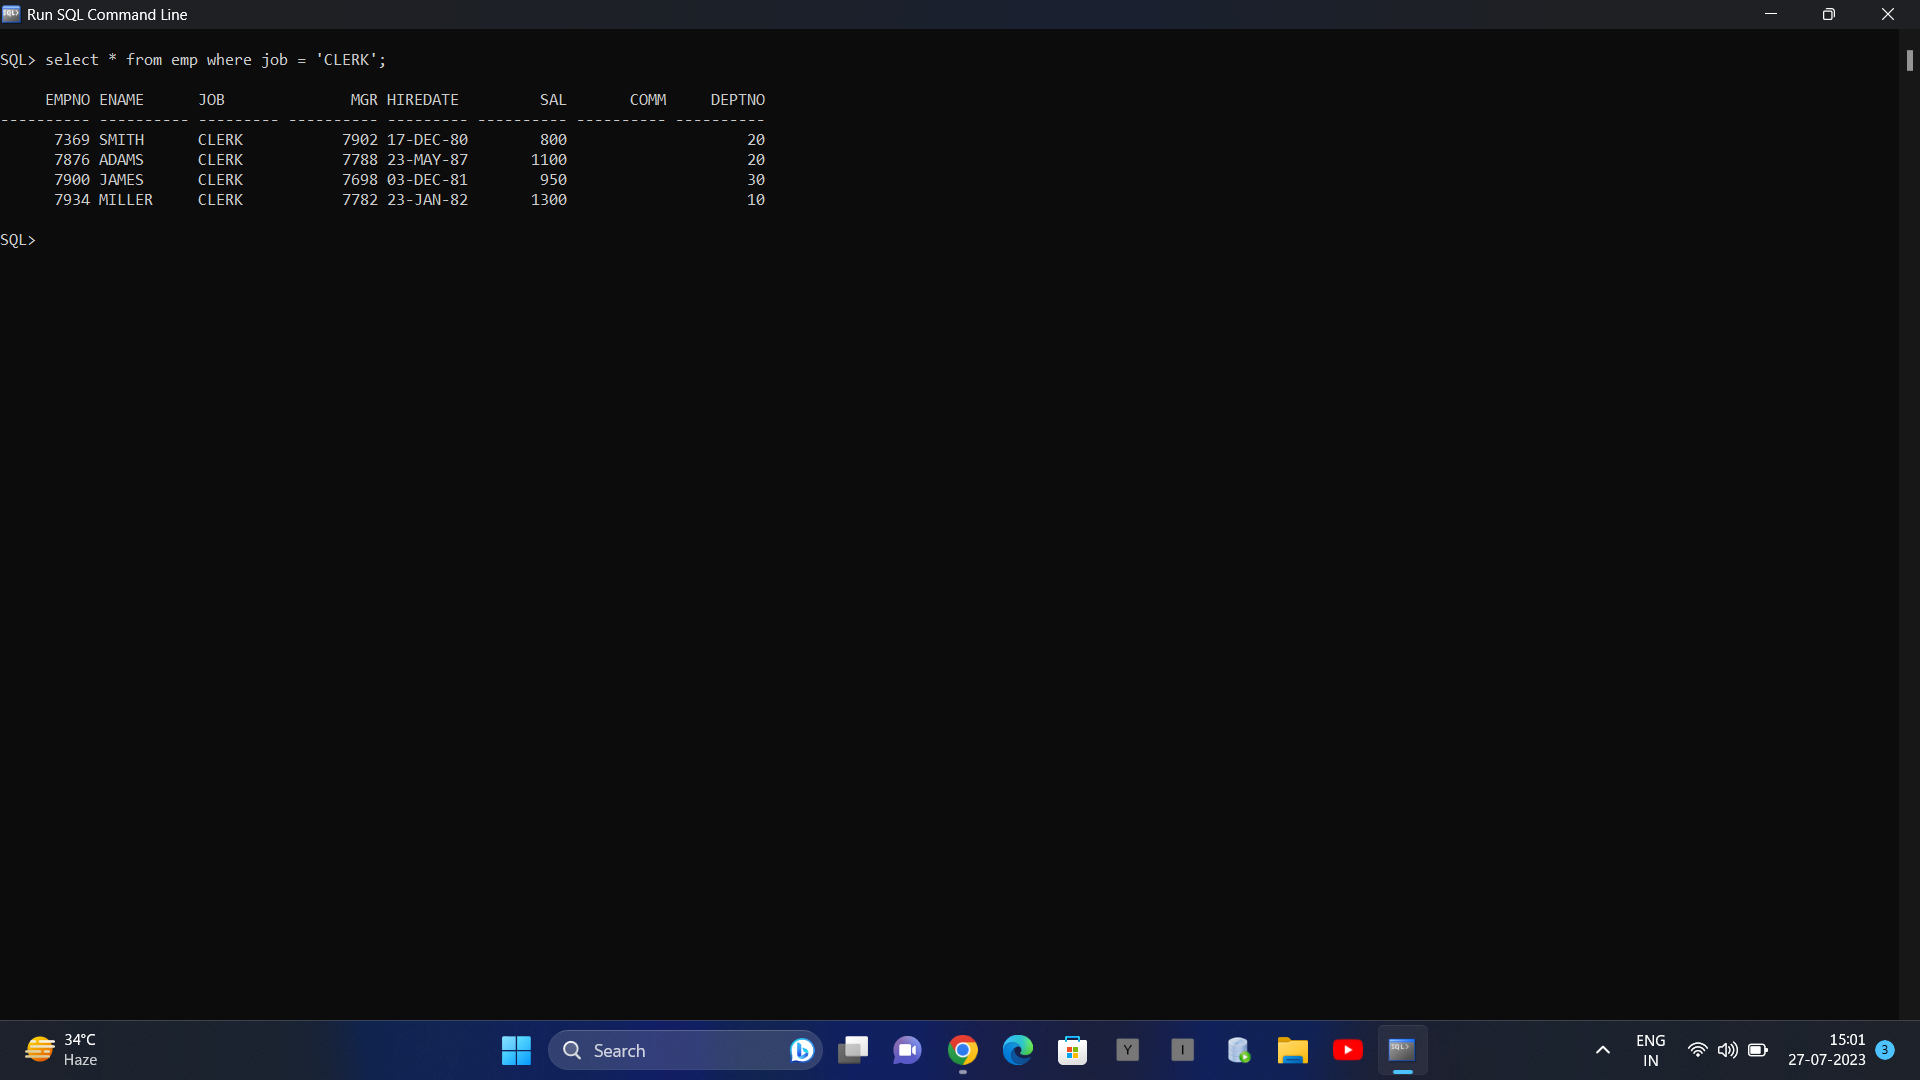 Run SQL Command Line
SQL> select * from emp where job = 'CLERK';
EMPNO ENAME JOB MGR HIREDATE SAL COMM DEPTNO
---------- ---------- --------- ---------- --------- ---------- ---------- ----------
7369 SMITH CLERK 7902 17-DEC-80 800 20
7876 ADAMS CLERK 7788 23-MAY-87 1100 20
7900 JAMES CLERK 7698 03-DEC-81 950 30
7934 MILLER CLERK 7782 23-JAN-82 1300 10
SQL>
34°C
Haze
Search
Y
I
SQL>
ENG
IN
15:01
27-07-2023
3